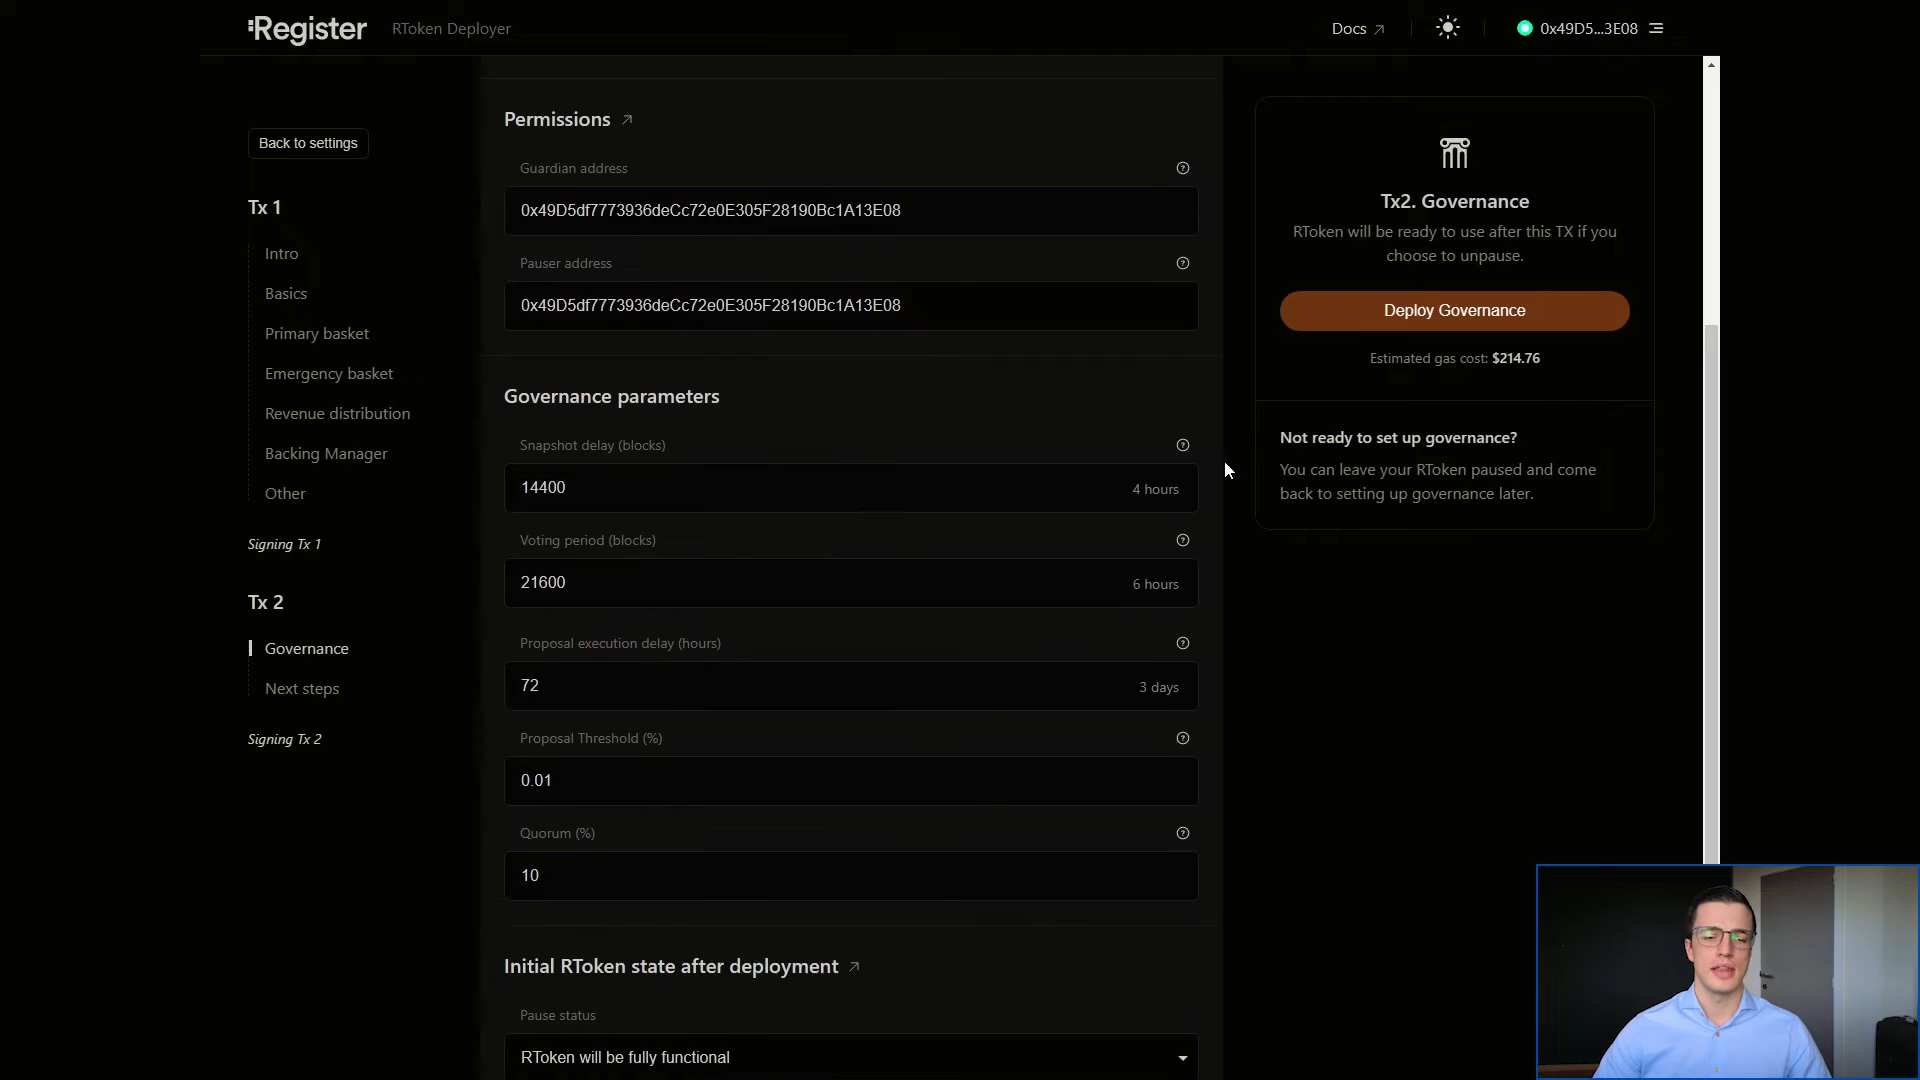 Register
RToken Deployer
Docs
0x49D5...3E08
Back to settings
Tx 1
Intro
Basics
Primary basket
Emergency basket
Revenue distribution
Backing Manager
Other
Signing Tx 1
Tx 2
Governance
Next steps
Signing Tx 2
Permissions
Guardian address
0x49D5df7773936deCc72e0E305F28190Bc1A13E08
Pauser address
0x49D5df7773936deCc72e0E305F28190Bc1A13E08
Governance parameters
Snapshot delay (blocks)
14400
4 hours
Voting period (blocks)
21600
6 hours
Proposal execution delay (hours)
72
3 days
Proposal Threshold (%)
0.01
Quorum (%)
10
Initial RToken state after deployment
Pause status
RToken will be fully functional
Tx2. Governance
RToken will be ready to use after this TX if you
choose to unpause.
Deploy Governance
Estimated gas cost: $214.76
Not ready to set up governance?
You can leave your RToken paused and come
back to setting up governance later.